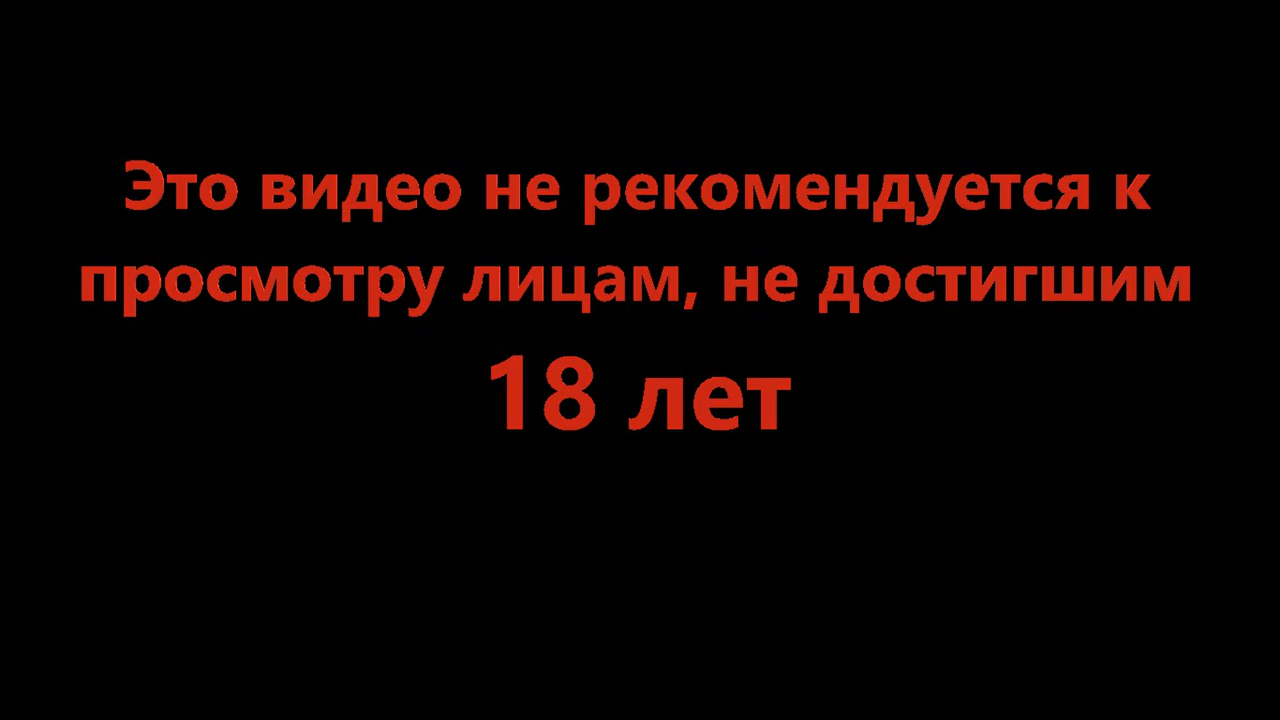 Это видео не рекомендуется к
просмотру лицам, не достигшим
18 лет